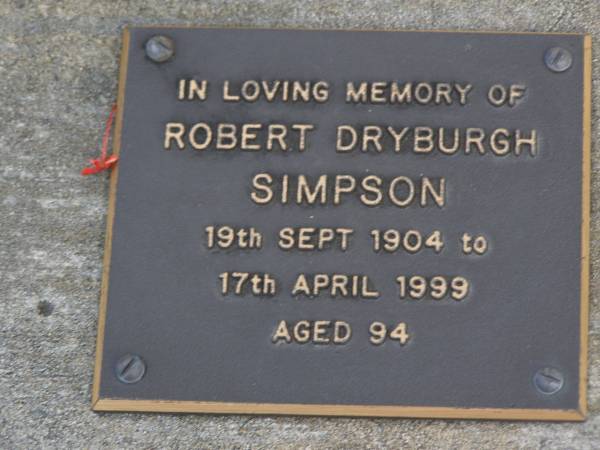 IN LOVING MEMORY OF
ROBERT DRYBURGH
SIMPSON
19th SEPT 1904 to
17th APRIL 1999
AGED 94